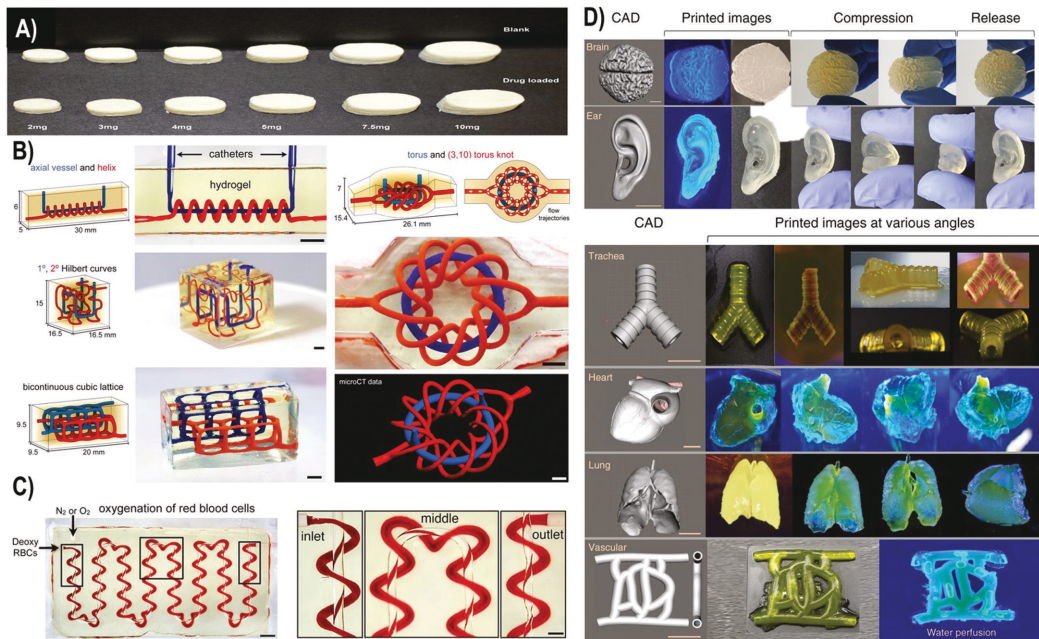 A)
Blank
Drug loaded
2mg
3mg
4mg
5mg
7.5mg
10mg
B)
axial vessel and helix
6
5
30 mm
catheters
hydrogel
torus and (3,10) torus knot
7
15.4
26.1 mm
flow
trajectories
1º, 2º Hilbert curves
15
16.5
16.5 mm
bicontinuous cubic lattice
9.5
9.5
20 mm
microCT data
C)
N₂ or O₂
oxygenation of red blood cells
Deoxy
RBCs
inlet
middle
outlet
D)
CAD
Printed images
Compression
Release
Brain
Ear
CAD
Printed images at various angles
Trachea
Heart
Lung
Vascular
Water perfusion